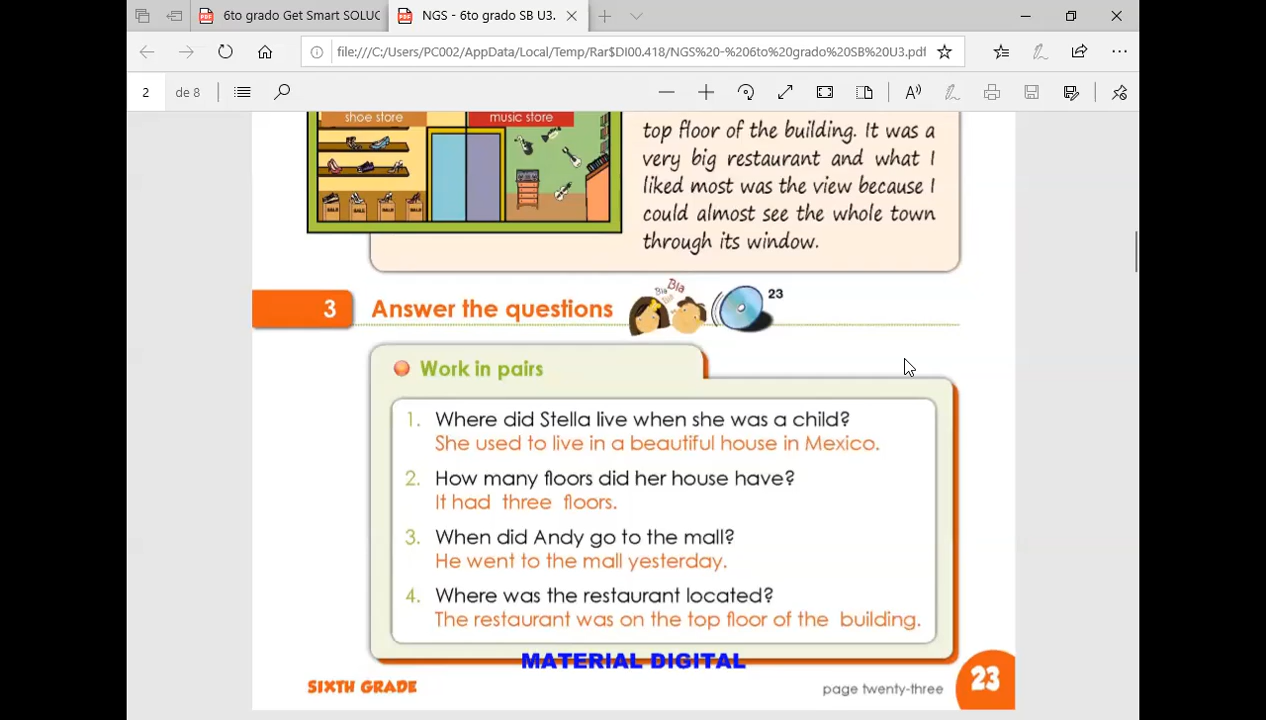 6to grado Get Smart SOLUC
NGS - 6to grado SB U3.
file:///C:/Users/PC002/AppData/Local/Temp/Rar$DI00.418/NGS%20-%206to%20grado%20SB%20U3.pdf
2 de 8
shoe store
music store
SALE SALE SALE SALE
top floor of the building. It was a
very big restaurant and what I
liked most was the view because I
could almost see the whole town
through its window.
3 Answer the questions
Bla Bla Bla
23
Work in pairs
1. Where did Stella live when she was a child?
She used to live in a beautiful house in Mexico.
2. How many floors did her house have?
It had three floors.
3. When did Andy go to the mall?
He went to the mall yesterday.
4. Where was the restaurant located?
The restaurant was on the top floor of the building.
MATERIAL DIGITAL
SIXTH GRADE
page twenty-three
23